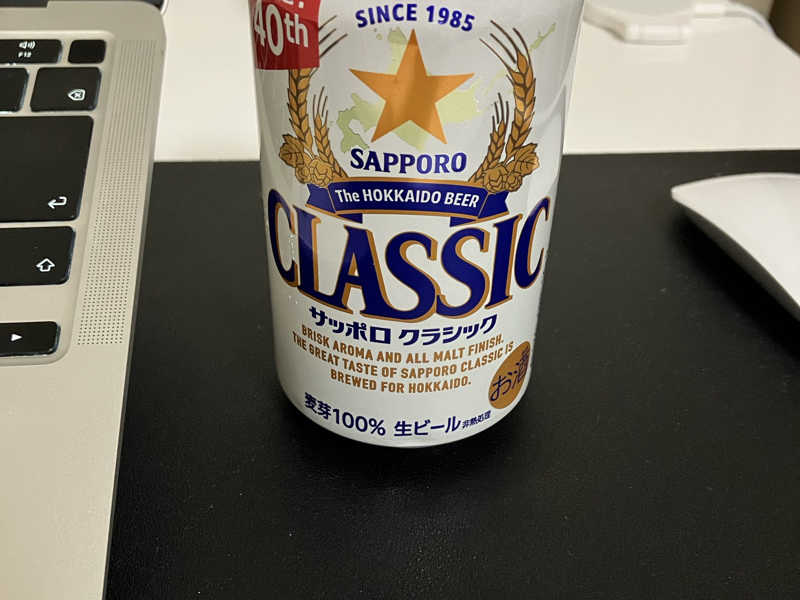 40th
SINCE 1985
SAPPORO
The HOKKAIDO BEER
CLASSIC
サッポロ クラシック
BRISK AROMA AND ALL MALT FINISH.
THE GREAT TASTE OF SAPPORO CLASSIC IS
BREWED FOR HOKKAIDO.
お酒
麦芽100% 生ビール 非熱処理
F12